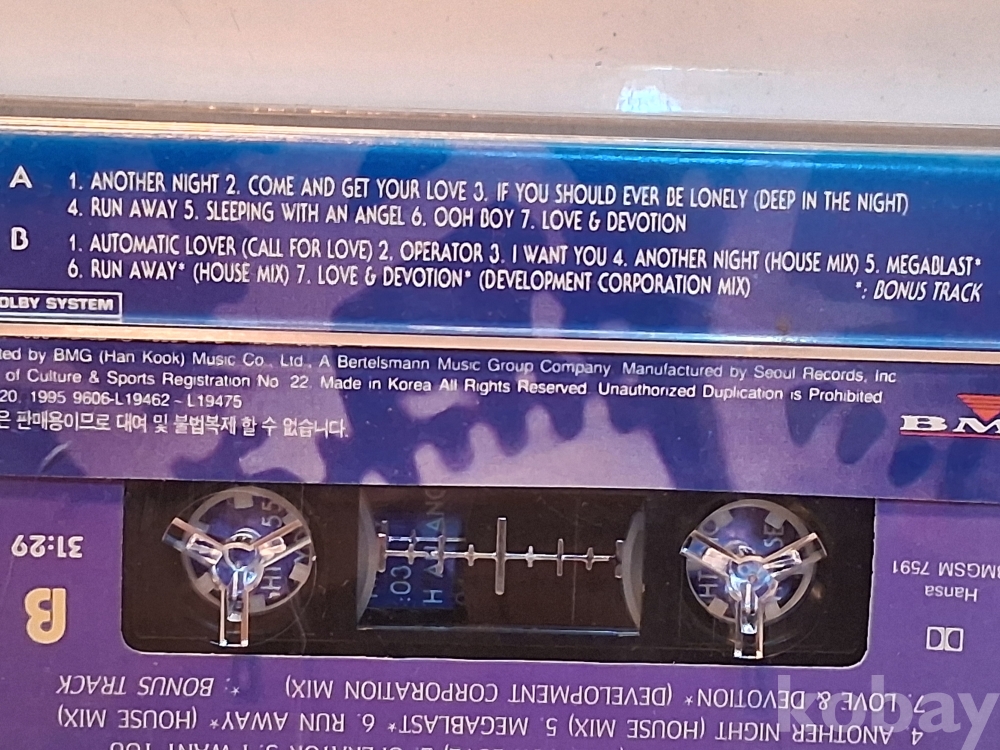 A
1. ANOTHER NIGHT 2. COME AND GET YOUR LOVE 3. IF YOU SHOULD EVER BE LONELY (DEEP IN THE NIGHT)
4. RUN AWAY 5. SLEEPING WITH AN ANGEL 6. OOH BOY 7. LOVE & DEVOTION
B
1. AUTOMATIC LOVER (CALL FOR LOVE) 2. OPERATOR 3. I WANT YOU 4. ANOTHER NIGHT (HOUSE MIX) 5. MEGABLAST*
6. RUN AWAY* (HOUSE MIX) 7. LOVE & DEVOTION* (DEVELOPMENT CORPORATION MIX) *: BONUS TRACK
OLBY SYSTEM
ted by BMG (Han Kook) Music Co., Ltd., A Bertelsmann Music Group Company. Manufactured by Seoul Records, Inc.
of Culture & Sports Registration No. 22. Made in Korea All Rights Reserved. Unauthorized Duplication is Prohibited.
20, 1995 9606-L19462~L19475
은 판매용이므로 대여 및 불법복제 할 수 없습니다.
BM
31:29
B
BMGSM 7591
Hansa
7. LOVE & DEVOTION* (DEVELOPMENT CORPORATION MIX) *: BONUS TRACK
4. ANOTHER NIGHT (HOUSE MIX) 5. MEGABLAST* 6. RUN AWAY* (HOUSE MIX)
kobay